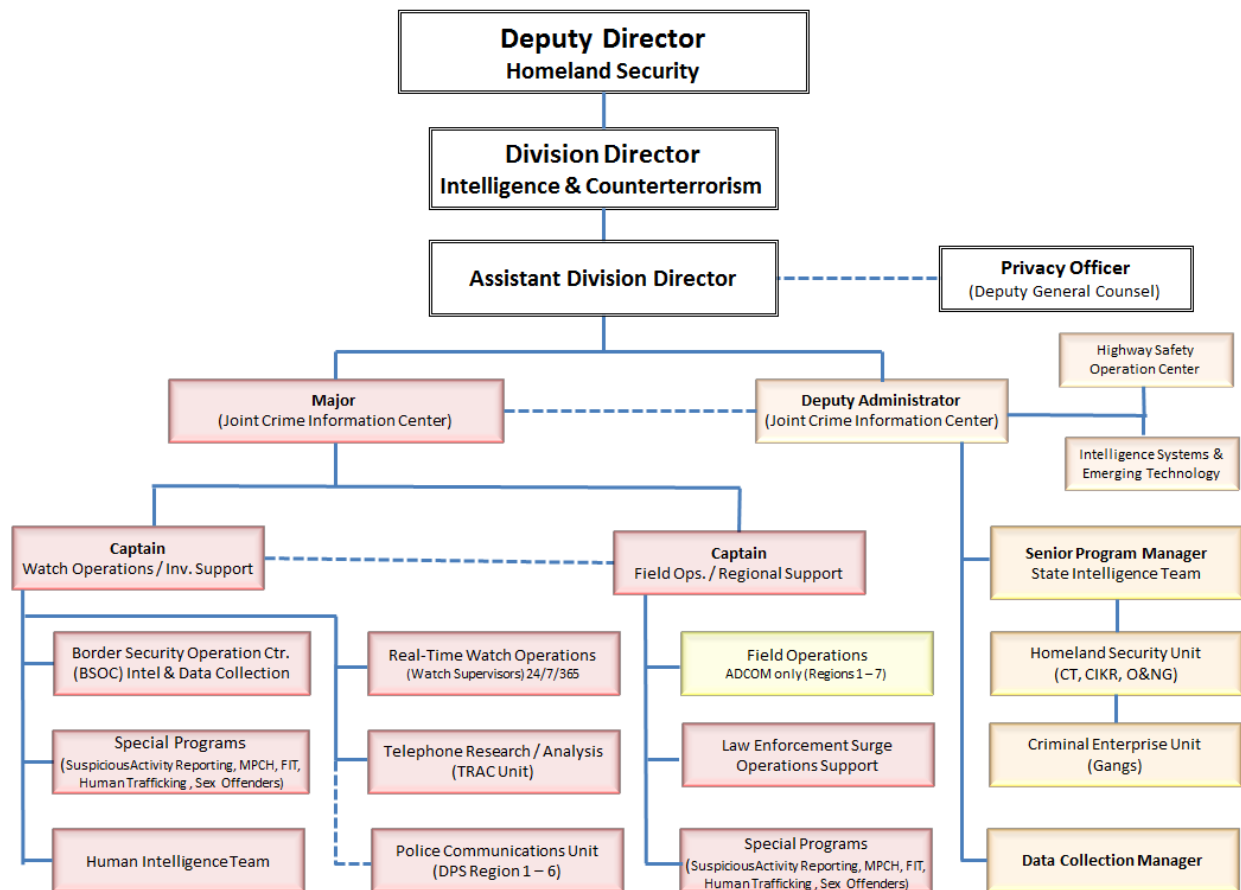 Deputy Director
Homeland Security
Division Director
Intelligence & Counterterrorism
Assistant Division Director
Privacy Officer
(Deputy General Counsel)
Highway Safety
Operation Center
Major
(Joint Crime Information Center)
Deputy Administrator
(Joint Crime Information Center)
Intelligence Systems &
Emerging Technology
Captain
Watch Operations / Inv. Support
Captain
Field Ops. / Regional Support
Senior Program Manager
State Intelligence Team
Border Security Operation Ctr.
(BSOC) Intel & Data Collection
Real-Time Watch Operations
(Watch Supervisors) 24/7/365
Field Operations
ADCOM only (Regions 1 – 7)
Homeland Security Unit
(CT, CIKR, O&NG)
Special Programs
(Suspicious Activity Reporting, MPCH, FIT,
Human Trafficking , Sex Offenders)
Telephone Research / Analysis
(TRAC Unit)
Law Enforcement Surge
Operations Support
Criminal Enterprise Unit
(Gangs)
Human Intelligence Team
Police Communications Unit
(DPS Region 1 – 6)
Special Programs
(Suspicious Activity Reporting, MPCH, FIT,
Human Trafficking , Sex Offenders)
Data Collection Manager